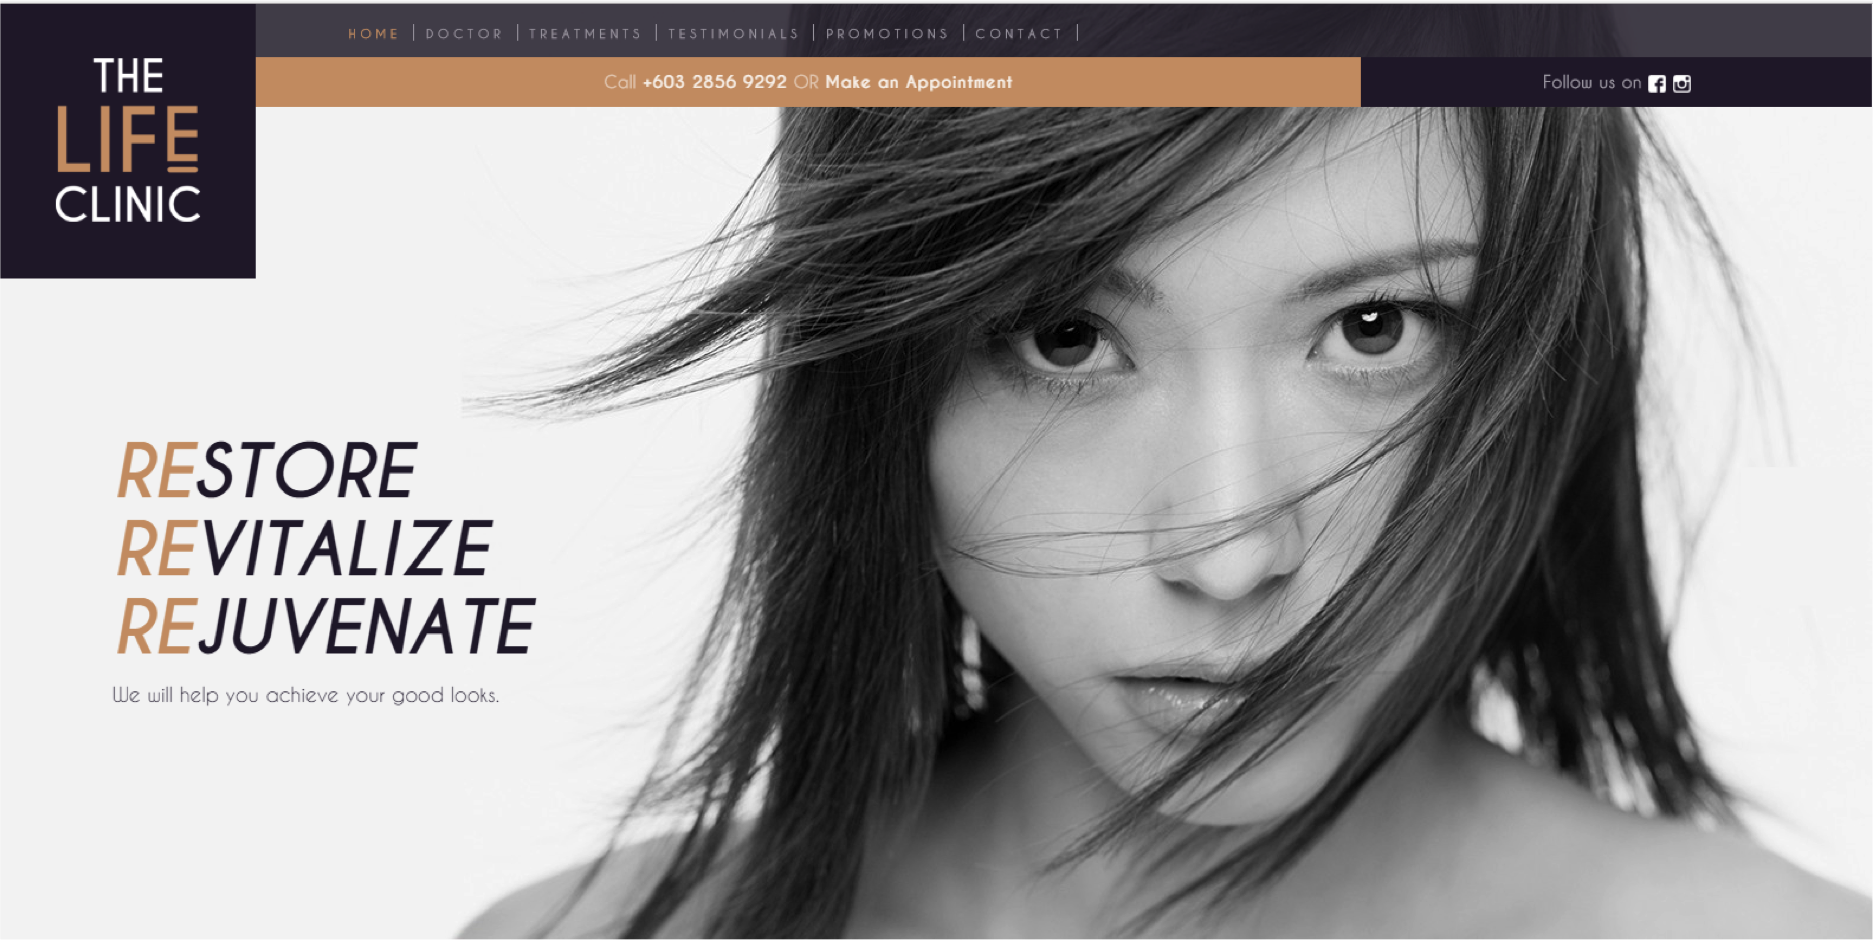 THE
LIFE
CLINIC
HOME | DOCTOR | TREATMENTS | TESTIMONIALS | PROMOTIONS | CONTACT |
Call +603 2856 9292 OR Make an Appointment
Follow us on
RESTORE
REVITALIZE
REJUVENATE
We will help you achieve your good looks.